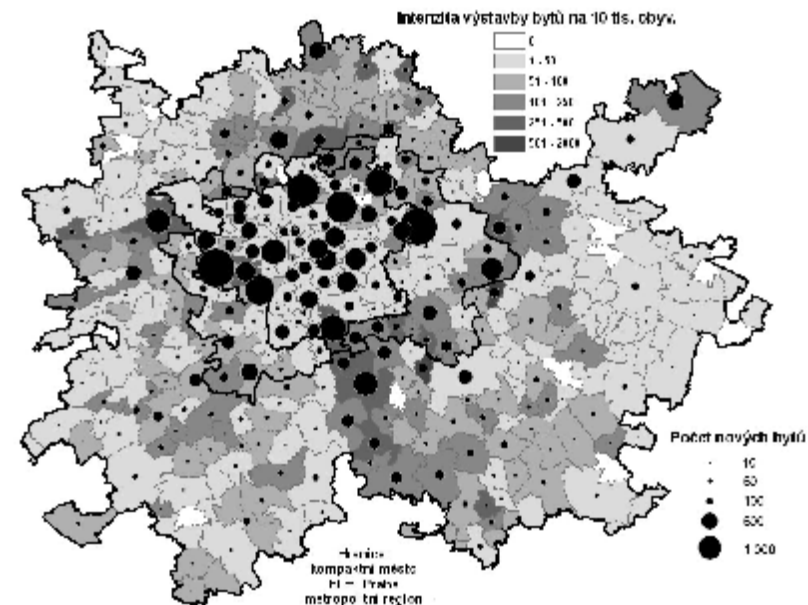 Intenzita výstavby bytů na 10 tis. obyv.
0
1 - 50
51 - 100
101 - 250
Počet nových bytů
10
50
100
500
1 000
Hranice
kompaktní město
Praha
metropolitní region